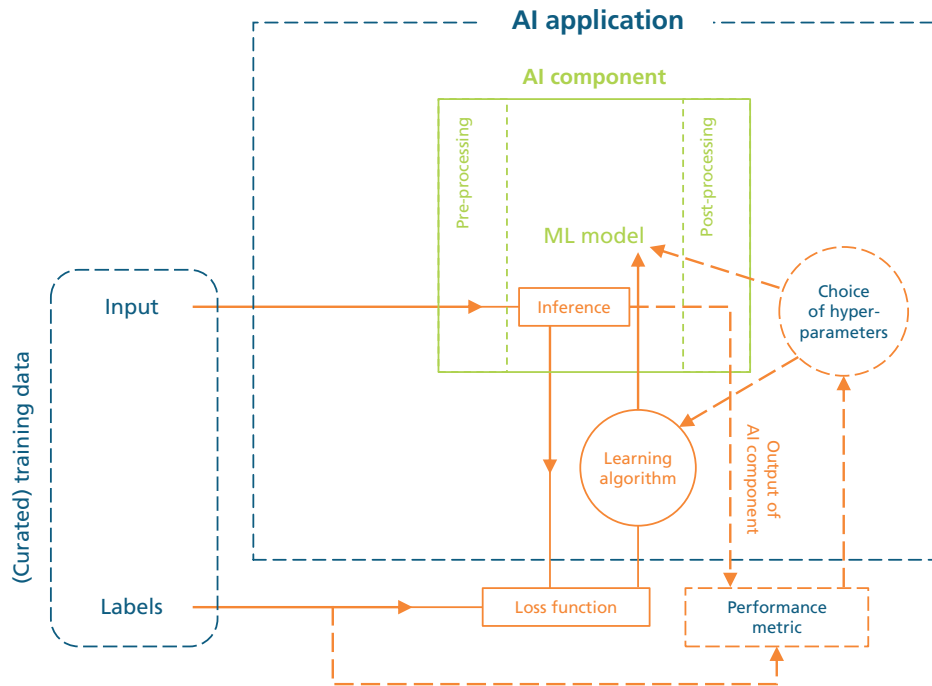 AI application
AI component
Pre-processing
Post-processing
ML model
Input
Inference
Choice
of hyper-
parameters
(Curated) training data
Learning
algorithm
Output of
AI component
Labels
Loss function
Performance
metric